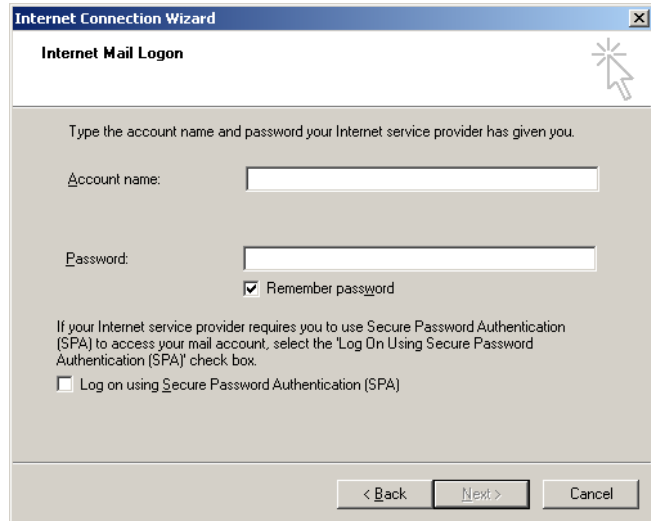 Internet Connection Wizard
Internet Mail Logon
Type the account name and password your Internet service provider has given you.
Account name:
Password:
Remember password
If your Internet service provider requires you to use Secure Password Authentication
(SPA) to access your mail account, select the 'Log On Using Secure Password
Authentication (SPA)' check box.
Log on using Secure Password Authentication (SPA)
< Back Next > Cancel